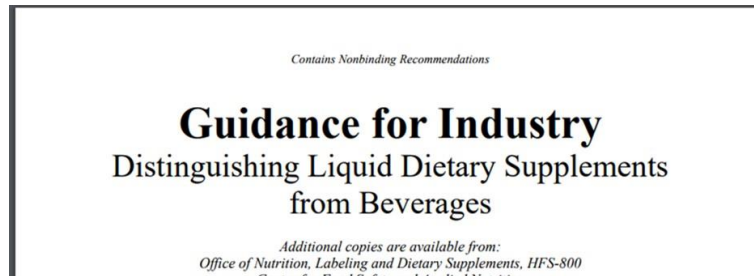 Contains Nonbinding Recommendations
Guidance for Industry
Distinguishing Liquid Dietary Supplements
from Beverages
Additional copies are available from:
Office of Nutrition, Labeling and Dietary Supplements, HFS-800